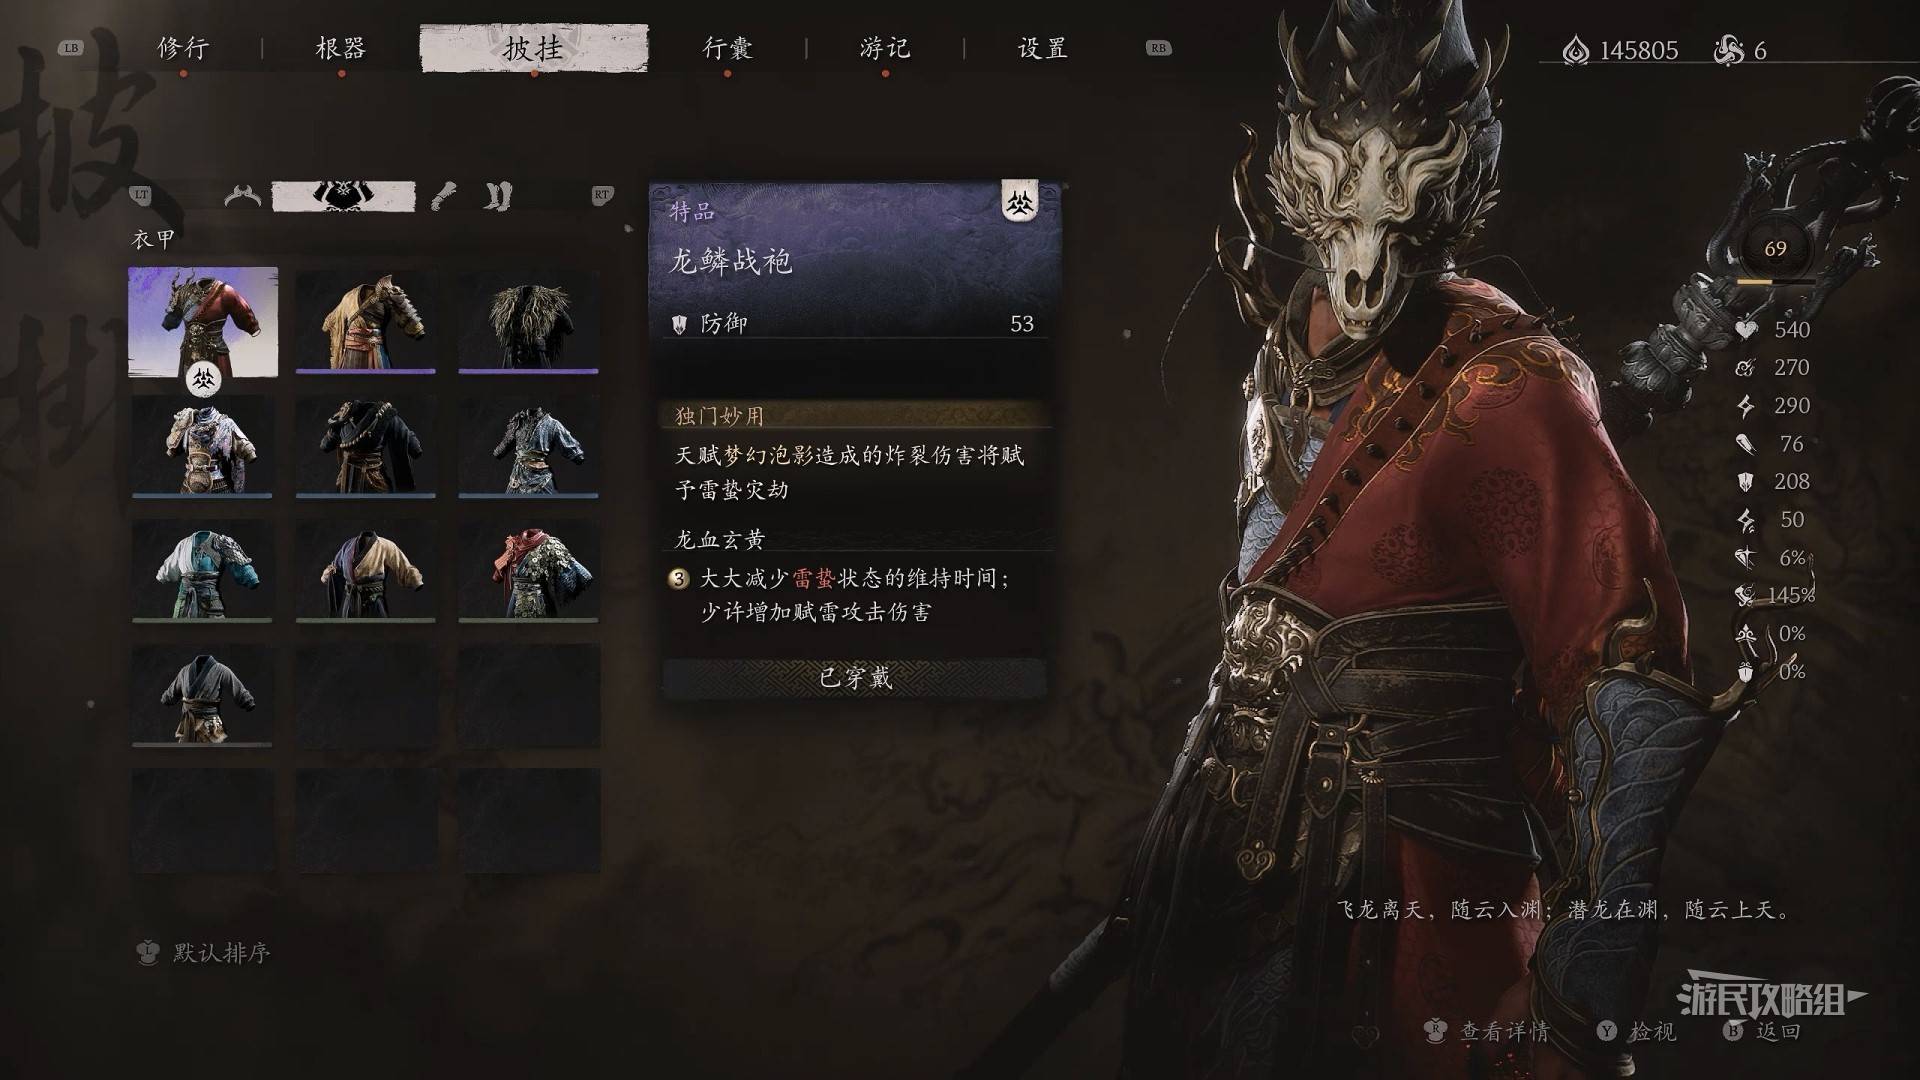 LB 修行 根器 披挂 行囊 游记 设置 RB 145805 6
披挂
LT RT
衣甲
特品
龙鳞战袍
防御 53
独门妙用
天赋梦幻泡影造成的炸裂伤害将赋
予雷蛰灾劫
龙血玄黄
3 大大减少雷蛰状态的维持时间；
少许增加赋雷攻击伤害
已穿戴
69
540
270
290
76
208
50
6%
145%
0%
0%
飞龙离天，随云入渊；潜龙在渊，随云上天。
L 默认排序
游民攻略组
R 查看详情 Y 检视 B 返回